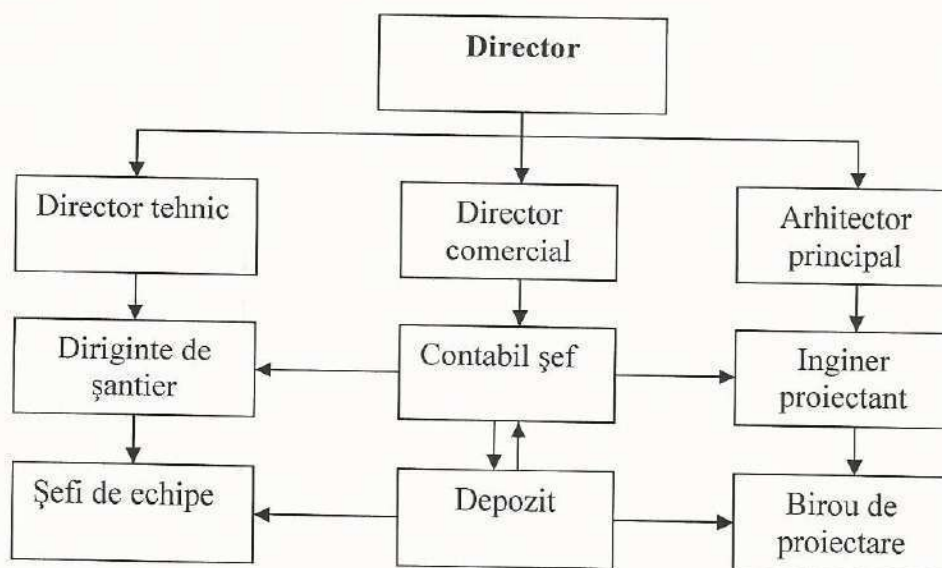 Director
Director tehnic
Director
comercial
Arhitector
principal
Diriginte de
şantier
Contabil şef
Inginer
proiectant
Şefi de echipe
Depozit
Birou de
proiectare